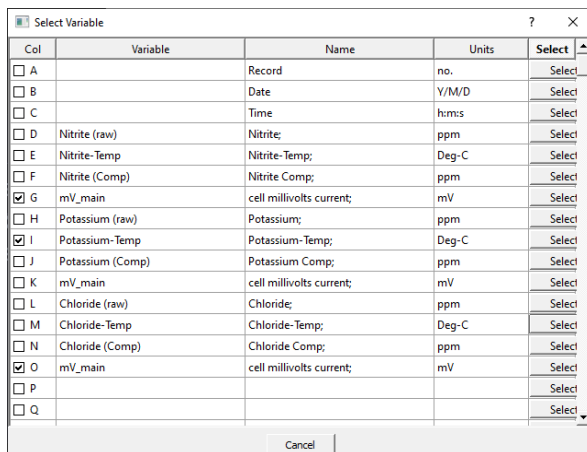 Select Variable ? ×
Col Variable Name Units Select
A Record no. Select
B Date Y/M/D Select
C Time h:m:s Select
D Nitrite (raw) Nitrite; ppm Select
E Nitrite-Temp Nitrite-Temp; Deg-C Select
F Nitrite (Comp) Nitrite Comp; ppm Select
G mV_main cell millivolts current; mV Select
H Potassium (raw) Potassium; ppm Select
I Potassium-Temp Potassium-Temp; Deg-C Select
J Potassium (Comp) Potassium Comp; ppm Select
K mV_main cell millivolts current; mV Select
L Chloride (raw) Chloride; ppm Select
M Chloride-Temp Chloride-Temp; Deg-C Select
N Chloride (Comp) Chloride Comp; ppm Select
O mV_main cell millivolts current; mV Select
P Select
Q Select
Cancel